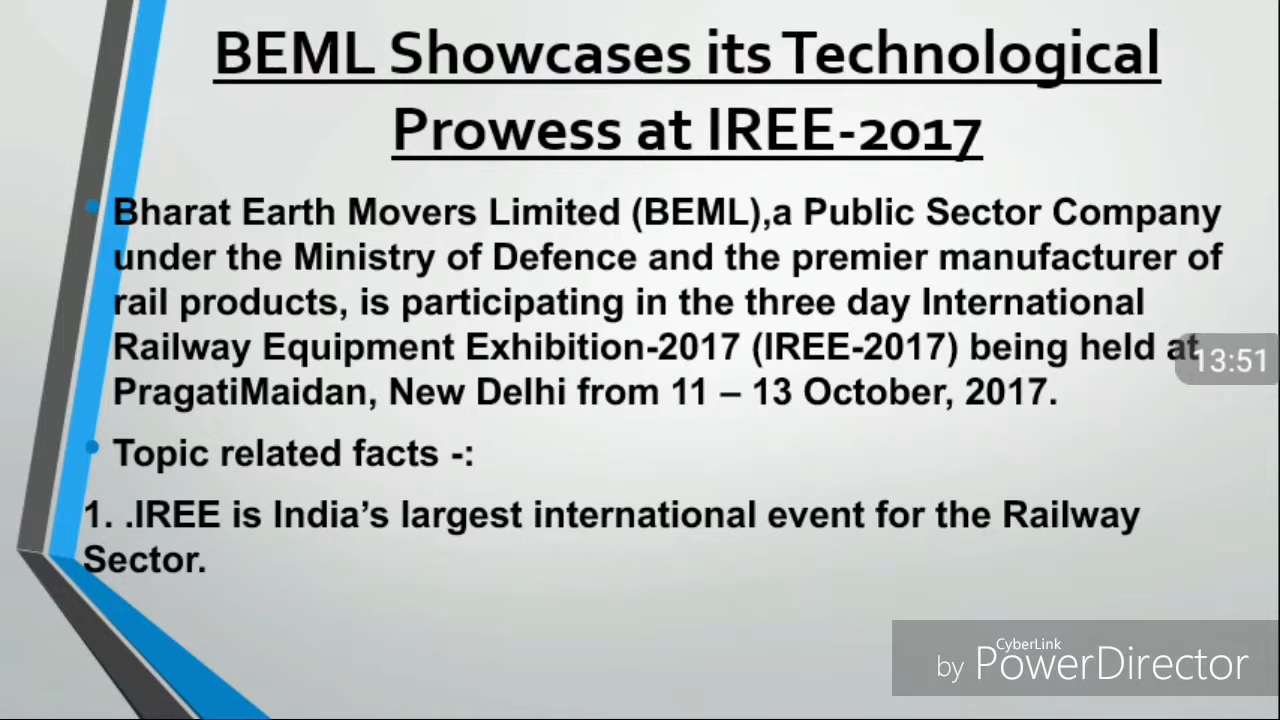 BEML Showcases its Technological
Prowess at IREE-2017
Bharat Earth Movers Limited (BEML),a Public Sector Company
under the Ministry of Defence and the premier manufacturer of
rail products, is participating in the three day International
Railway Equipment Exhibition-2017 (IREE-2017) being held at
13:51
PragatiMaidan, New Delhi from 11 – 13 October, 2017.
Topic related facts -:
1. .IREE is India’s largest international event for the Railway
Sector.
CyberLink
by PowerDirector